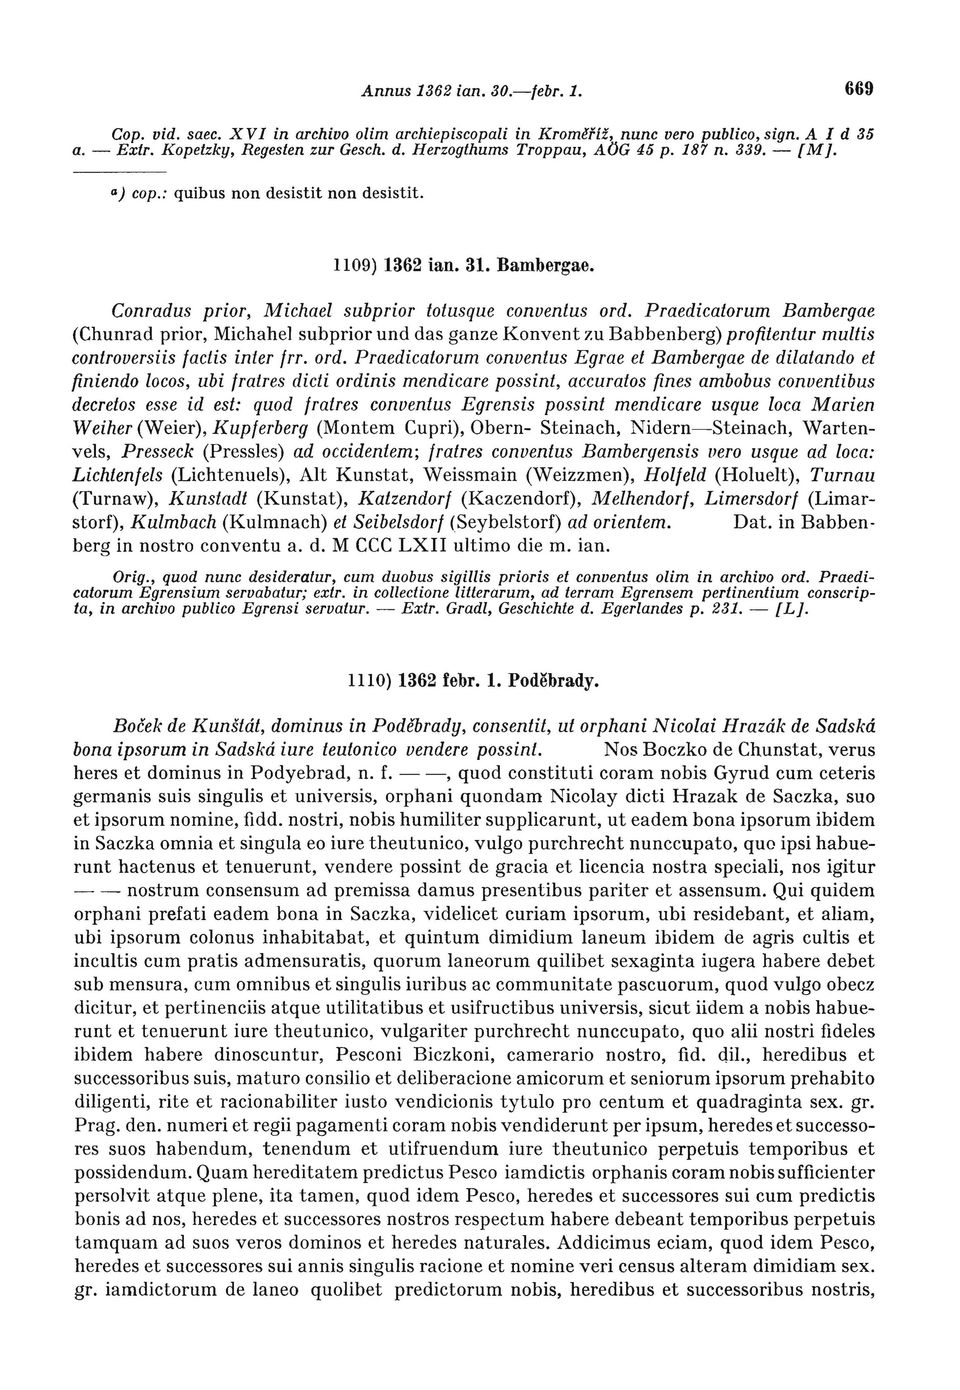 Annus 1362 ian. 30.—febr. 1. 669
Cop. vid. saec. XVI in archivo olim archiepiscopali in Kroměříž, nunc vero publico, sign. A I d 35
a. — Extr. Kopetzky, Regesten zur Gesch. d. Herzogthums Troppau, AÖG 45 p. 187 n. 339. — [M].
a) cop.: quibus non desistit non desistit.
1109) 1362 ian. 31. Bambergae.
Conradus prior, Michael subprior totusque conventus ord. Praedicatorum Bambergae
(Chunrad prior, Michahel subprior und das ganze Konvent zu Babbenberg) profitentur multis
controversiis factis inter frr. ord. Praedicatorum conventus Egrae et Bambergae de dilatando et
finiendo locos, ubi fratres dicti ordinis mendicare possint, accuratos fines ambobus conventibus
decretos esse id est: quod fratres conventus Egrensis possint mendicare usque loca Marien
Weiher (Weier), Kupferberg (Montem Cupri), Obern- Steinach, Nidern—Steinach, Warten-
vels, Presseck (Pressles) ad occidentem; fratres conventus Bambergensis vero usque ad loca:
Lichtenfels (Lichtenuels), Alt Kunstat, Weissmain (Weizzmen), Holfeld (Holuelt), Turnau
(Turnaw), Kunstadt (Kunstat), Katzendorf (Kaczendorf), Melhendorf, Limersdorf (Limar-
storf), Kulmbach (Kulmnach) et Seibelsdorf (Seybelstorf) ad orientem. Dat. in Babben-
berg in nostro conventu a. d. M CCC LXII ultimo die m. ian.
Orig., quod nunc desideratur, cum duobus sigillis prioris et conventus olim in archivo ord. Praedi-
catorum Egrensium servabatur; extr. in collectione litterarum, ad terram Egrensem pertinentium conscrip-
ta, in archivo publico Egrensi servatur. — Extr. Gradl, Geschichte d. Egerlandes p. 231. — [L].
1110) 1362 febr. 1. Poděbrady.
Boček de Kunštát, dominus in Poděbrady, consentit, ut orphani Nicolai Hrazák de Sadská
bona ipsorum in Sadská iure teutonico vendere possint. Nos Boczko de Chunstat, verus
heres et dominus in Podyebrad, n. f. — —, quod constituti coram nobis Gyrud cum ceteris
germanis suis singulis et universis, orphani quondam Nicolay dicti Hrazak de Saczka, suo
et ipsorum nomine, fidd. nostri, nobis humiliter supplicarunt, ut eadem bona ipsorum ibidem
in Saczka omnia et singula eo iure theutunico, vulgo purchrecht nunccupato, quo ipsi habue-
runt hactenus et tenuerunt, vendere possint de gracia et licencia nostra speciali, nos igitur
— — nostrum consensum ad premissa damus presentibus pariter et assensum. Qui quidem
orphani prefati eadem bona in Saczka, videlicet curiam ipsorum, ubi residebant, et aliam,
ubi ipsorum colonus inhabitabat, et quintum dimidium laneum ibidem de agris cultis et
incultis cum pratis admensuratis, quorum laneorum quilibet sexaginta iugera habere debet
sub mensura, cum omnibus et singulis iuribus ac communitate pascuorum, quod vulgo obecz
dicitur, et pertinenciis atque utilitatibus et usifructibus universis, sicut iidem a nobis habue-
runt et tenuerunt iure theutunico, vulgariter purchrecht nunccupato, quo alii nostri fideles
ibidem habere dinoscuntur, Pesconi Biczkoni, camerario nostro, fid. dil., heredibus et
successoribus suis, maturo consilio et deliberacione amicorum et seniorum ipsorum prehabito
diligenti, rite et racionabiliter iusto vendicionis tytulo pro centum et quadraginta sex. gr.
Prag. den. numeri et regii pagamenti coram nobis vendiderunt per ipsum, heredes et successo-
res suos habendum, tenendum et utifruendum iure theutunico perpetuis temporibus et
possidendum. Quam hereditatem predictus Pesco iamdictis orphanis coram nobis sufficienter
persolvit atque plene, ita tamen, quod idem Pesco, heredes et successores sui cum predictis
bonis ad nos, heredes et successores nostros respectum habere debeant temporibus perpetuis
tamquam ad suos veros dominos et heredes naturales. Addicimus eciam, quod idem Pesco,
heredes et successores sui annis singulis racione et nomine veri census alteram dimidiam sex.
gr. iamdictorum de laneo quolibet predictorum nobis, heredibus et successoribus nostris,